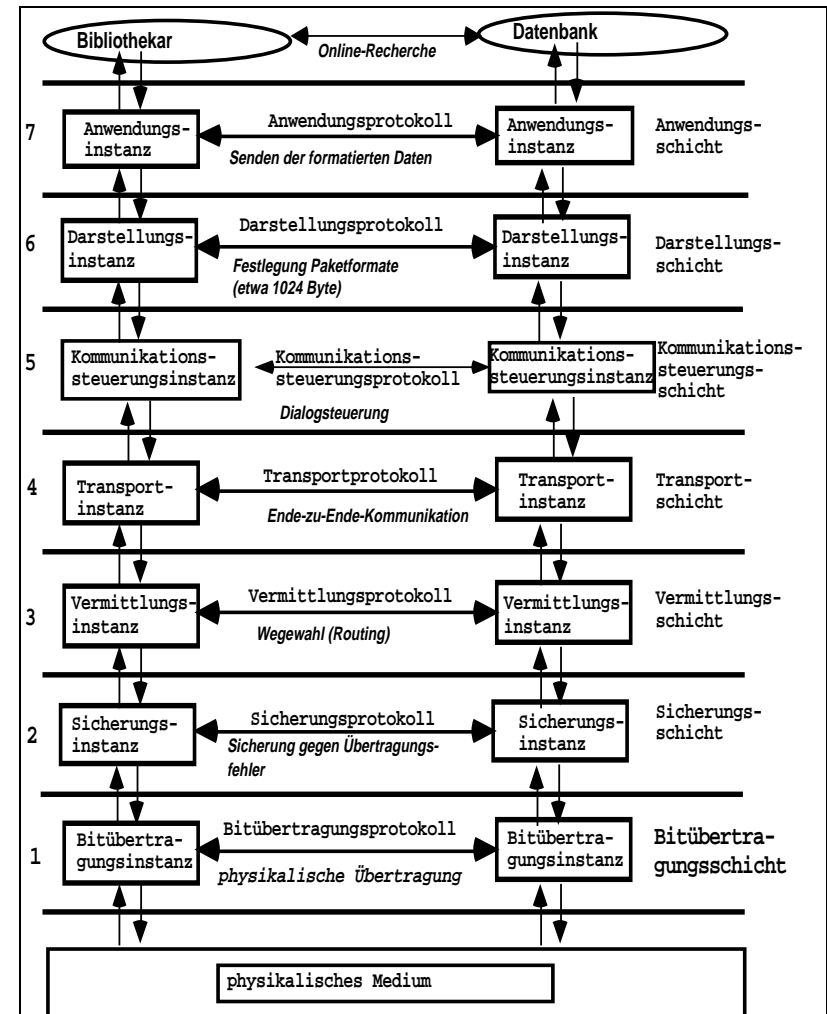 Bibliothekar
Online-Recherche
Datenbank
7
Anwendungs-
instanz
Anwendungsprotokoll
Senden der formatierten Daten
Anwendungs-
instanz
Anwendungs-
schicht
6
Darstellungs-
instanz
Darstellungsprotokoll
Festlegung Paketformate
(etwa 1024 Byte)
Darstellungs-
instanz
Darstellungs-
schicht
5
Kommunikations-
steuerungsinstanz
Kommunikations-
steuerungsprotokoll
Dialogsteuerung
Kommunikations-
steuerungsinstanz
Kommunikations-
steuerungs-
schicht
4
Transport-
instanz
Transportprotokoll
Ende-zu-Ende-Kommunikation
Transport-
instanz
Transport-
schicht
3
Vermittlungs-
instanz
Vermittlungsprotokoll
Wegewahl (Routing)
Vermittlungs-
instanz
Vermittlungs-
schicht
2
Sicherungs-
instanz
Sicherungsprotokoll
Sicherung gegen Übertragungs-
fehler
Sicherungs-
instanz
Sicherungs-
schicht
1
Bitübertra-
gungsinstanz
Bitübertragungsprotokoll
physikalische Übertragung
Bitübertra-
gungsinstanz
Bitübertra-
gungsschicht
physikalisches Medium